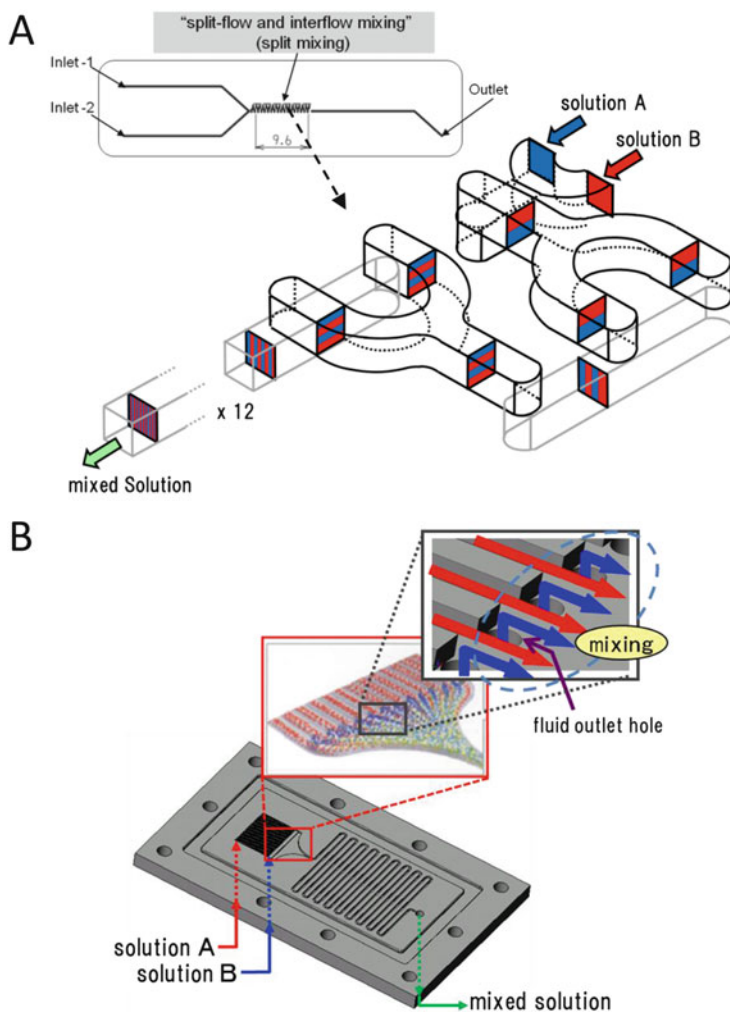 A
“split-flow and interflow mixing”
(split mixing)
Inlet-1
Inlet-2
Outlet
9.6
solution A
solution B
x 12
mixed Solution
B
mixing
fluid outlet hole
solution A
solution B
mixed solution